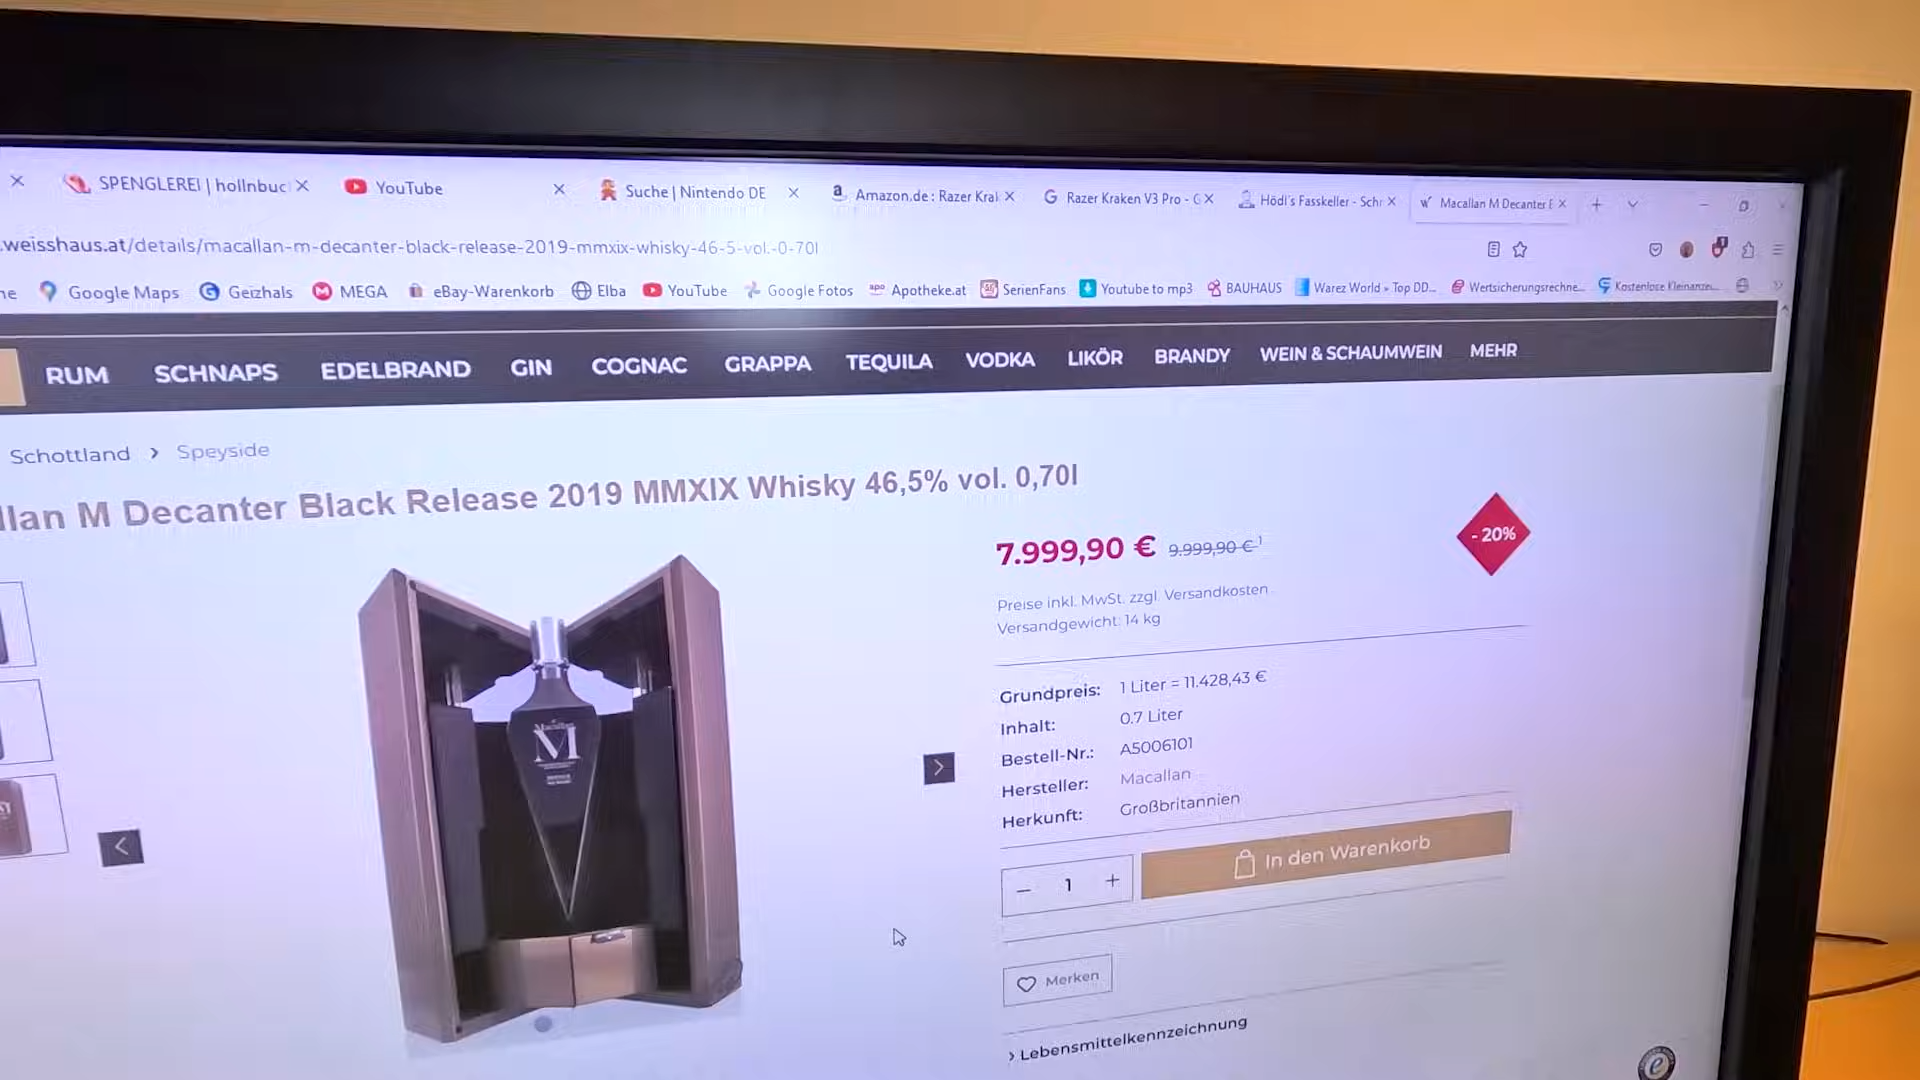 SPENGLEREI | hollnbuc
YouTube
Suche | Nintendo DE
Amazon.de : Razer Kral
Razer Kraken V3 Pro - G
Hödl's Fasskeller - Schr
Macallan M Decanter B
.weisshaus.at/details/macallan-m-decanter-black-release-2019-mmxix-whisky-46-5-vol.-0-70l
Google Maps
Geizhals
MEGA
eBay-Warenkorb
Elba
YouTube
Google Fotos
Apotheke.at
SerienFans
Youtube to mp3
BAUHAUS
Warez World » Top DD...
Wertsicherungsrechne...
Kostenlose Kleinanzei...
RUM SCHNAPS EDELBRAND GIN COGNAC GRAPPA TEQUILA VODKA LIKÖR BRANDY WEIN & SCHAUMWEIN MEHR
Schottland > Speyside
llan M Decanter Black Release 2019 MMXIX Whisky 46,5% vol. 0,70l
7.999,90 € 9.999,90 € 1
- 20%
Preise inkl. MwSt. zzgl. Versandkosten
Versandgewicht: 14 kg
Grundpreis: 1 Liter = 11.428,43 €
Inhalt: 0.7 Liter
Bestell-Nr.: A5006101
Hersteller: Macallan
Herkunft: Großbritannien
Macallan
M
− 1 +
In den Warenkorb
Merken
› Lebensmittelkennzeichnung